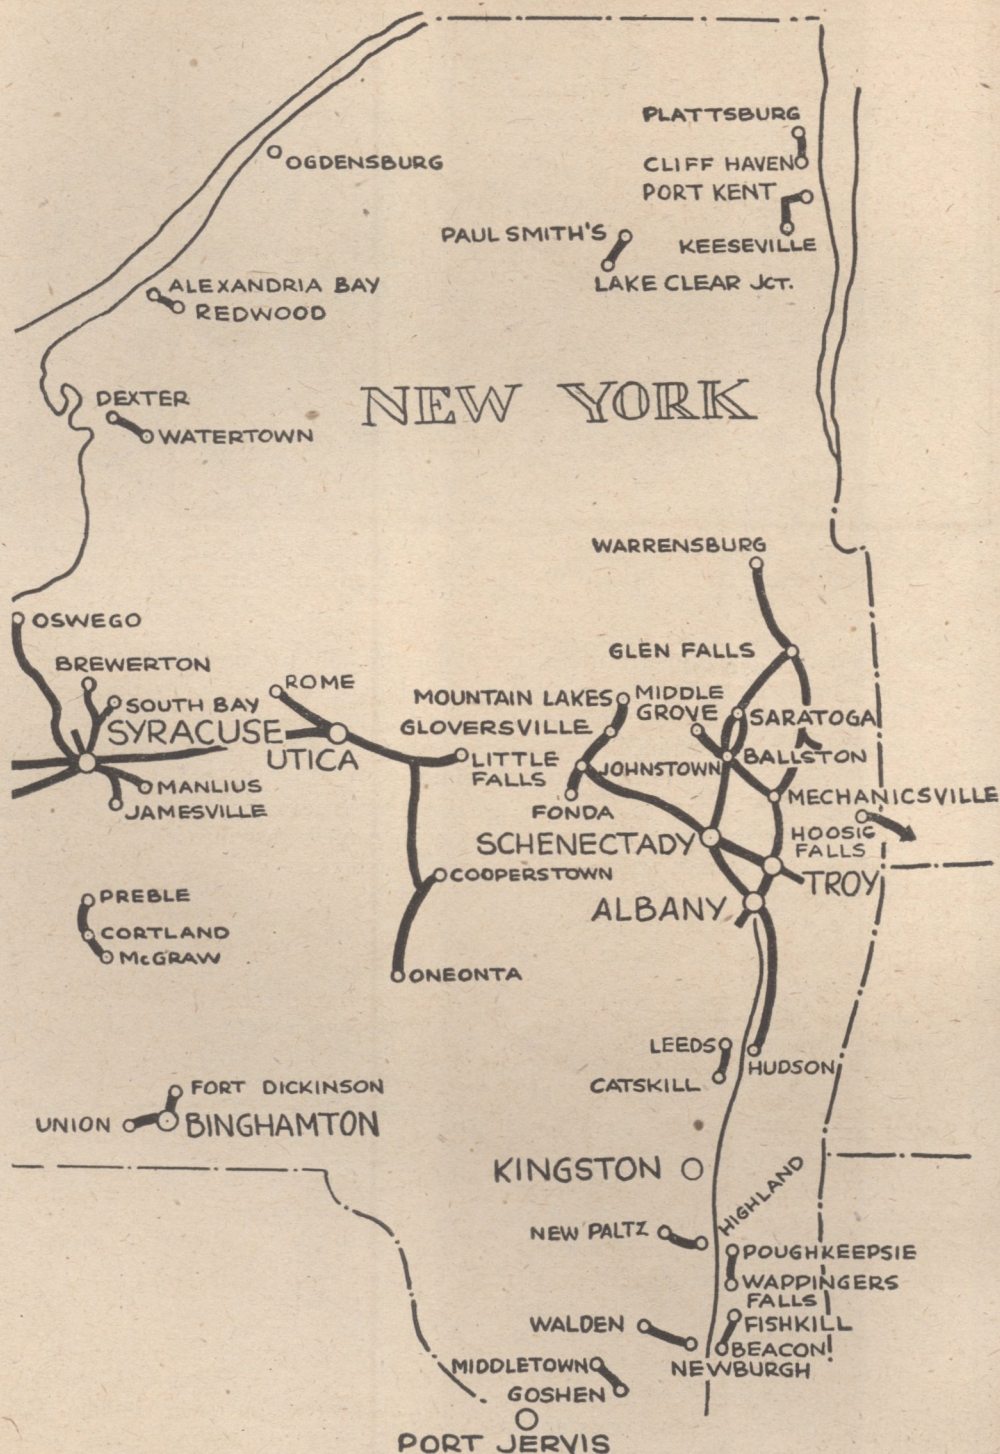 PLATTSBURG
OGDENSBURG
CLIFF HAVEN
PORT KENT
PAUL SMITH'S
KEESEVILLE
ALEXANDRIA BAY
LAKE CLEAR JCT.
REDWOOD
NEW YORK
DEXTER
WATERTOWN
WARRENSBURG
OSWEGO
GLEN FALLS
BREWERTON
ROME
SOUTH BAY
MOUNTAIN LAKES
MIDDLE
GROVE
SARATOGA
SYRACUSE
GLOVERSVILLE
UTICA
LITTLE
FALLS
JOHNSTOWN
BALLSTON
MANLIUS
JAMESVILLE
FONDA
MECHANICSVILLE
HOOSIC
FALLS
SCHENECTADY
COOPERSTOWN
TROY
PREBLE
ALBANY
CORTLAND
McGRAW
ONEONTA
LEEDS
HUDSON
CATSKILL
FORT DICKINSON
UNION
BINGHAMTON
KINGSTON
HIGHLAND
NEW PALTZ
POUGHKEEPSIE
WAPPINGERS
FALLS
WALDEN
FISHKILL
BEACON
MIDDLETOWN
NEWBURGH
GOSHEN
PORT JERVIS